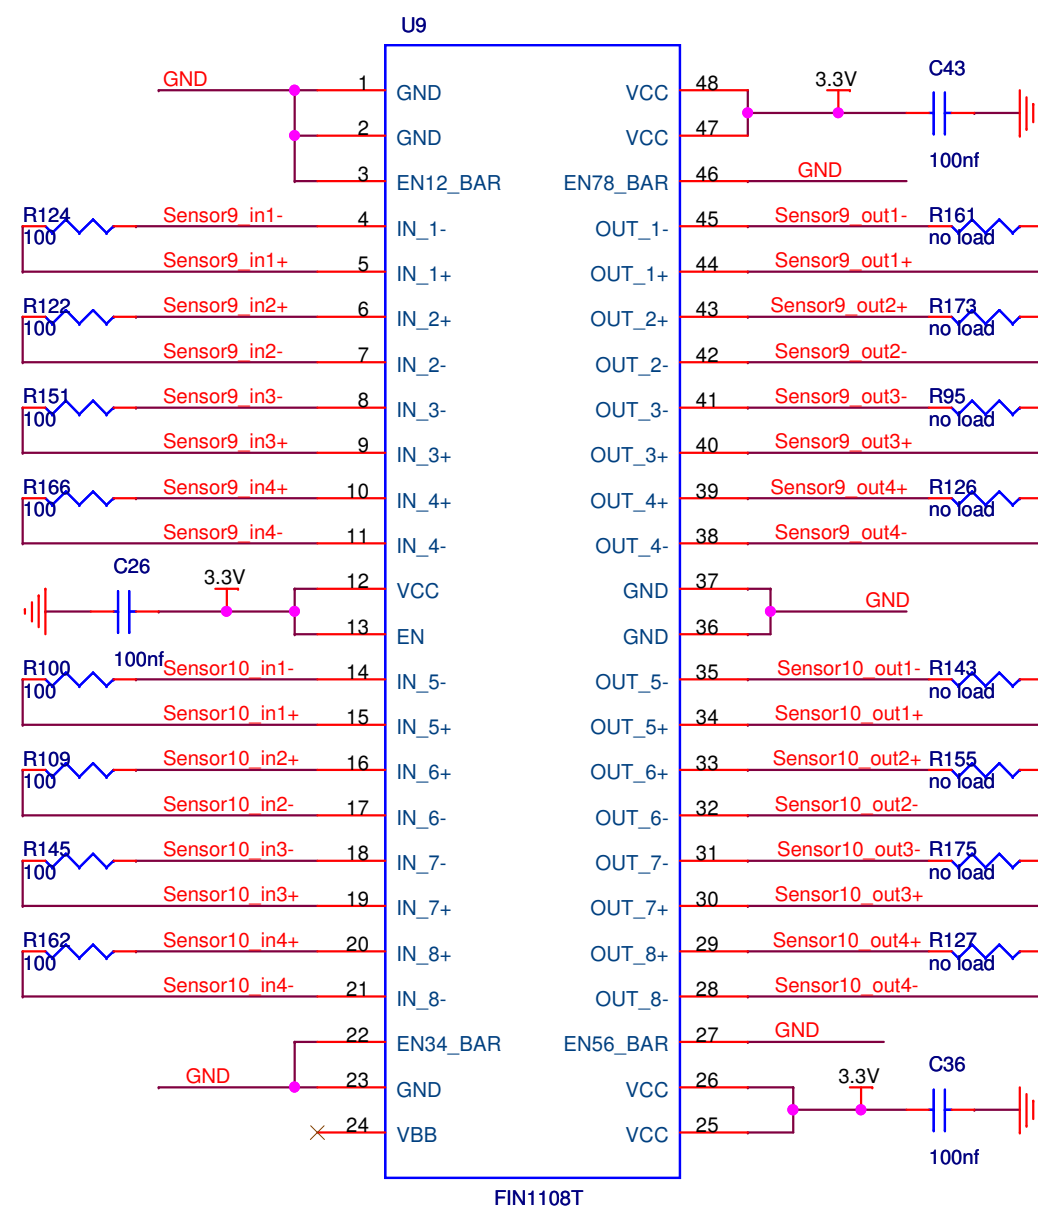 U9
GND 1 GND VCC 48 3.3V C43
2 GND VCC 47 100nf
3 EN12_BAR EN78_BAR 46 GND
R124 100 Sensor9_in1- 4 IN_1- OUT_1- 45 Sensor9_out1- R161 no load
Sensor9_in1+ 5 IN_1+ OUT_1+ 44 Sensor9_out1+
R122 100 Sensor9_in2+ 6 IN_2+ OUT_2+ 43 Sensor9_out2+ R173 no load
Sensor9_in2- 7 IN_2- OUT_2- 42 Sensor9_out2-
R151 100 Sensor9_in3- 8 IN_3- OUT_3- 41 Sensor9_out3- R95 no load
Sensor9_in3+ 9 IN_3+ OUT_3+ 40 Sensor9_out3+
R166 100 Sensor9_in4+ 10 IN_4+ OUT_4+ 39 Sensor9_out4+ R126 no load
Sensor9_in4- 11 IN_4- OUT_4- 38 Sensor9_out4-
C26 3.3V 12 VCC GND 37 GND
100nf 13 EN GND 36
R100 100 Sensor10_in1- 14 IN_5- OUT_5- 35 Sensor10_out1- R143 no load
Sensor10_in1+ 15 IN_5+ OUT_5+ 34 Sensor10_out1+
R109 100 Sensor10_in2+ 16 IN_6+ OUT_6+ 33 Sensor10_out2+ R155 no load
Sensor10_in2- 17 IN_6- OUT_6- 32 Sensor10_out2-
R145 100 Sensor10_in3- 18 IN_7- OUT_7- 31 Sensor10_out3- R175 no load
Sensor10_in3+ 19 IN_7+ OUT_7+ 30 Sensor10_out3+
R162 100 Sensor10_in4+ 20 IN_8+ OUT_8+ 29 Sensor10_out4+ R127 no load
Sensor10_in4- 21 IN_8- OUT_8- 28 Sensor10_out4-
22 EN34_BAR EN56_BAR 27 GND
GND 23 GND VCC 26 3.3V C36
24 VBB VCC 25 100nf
FIN1108T